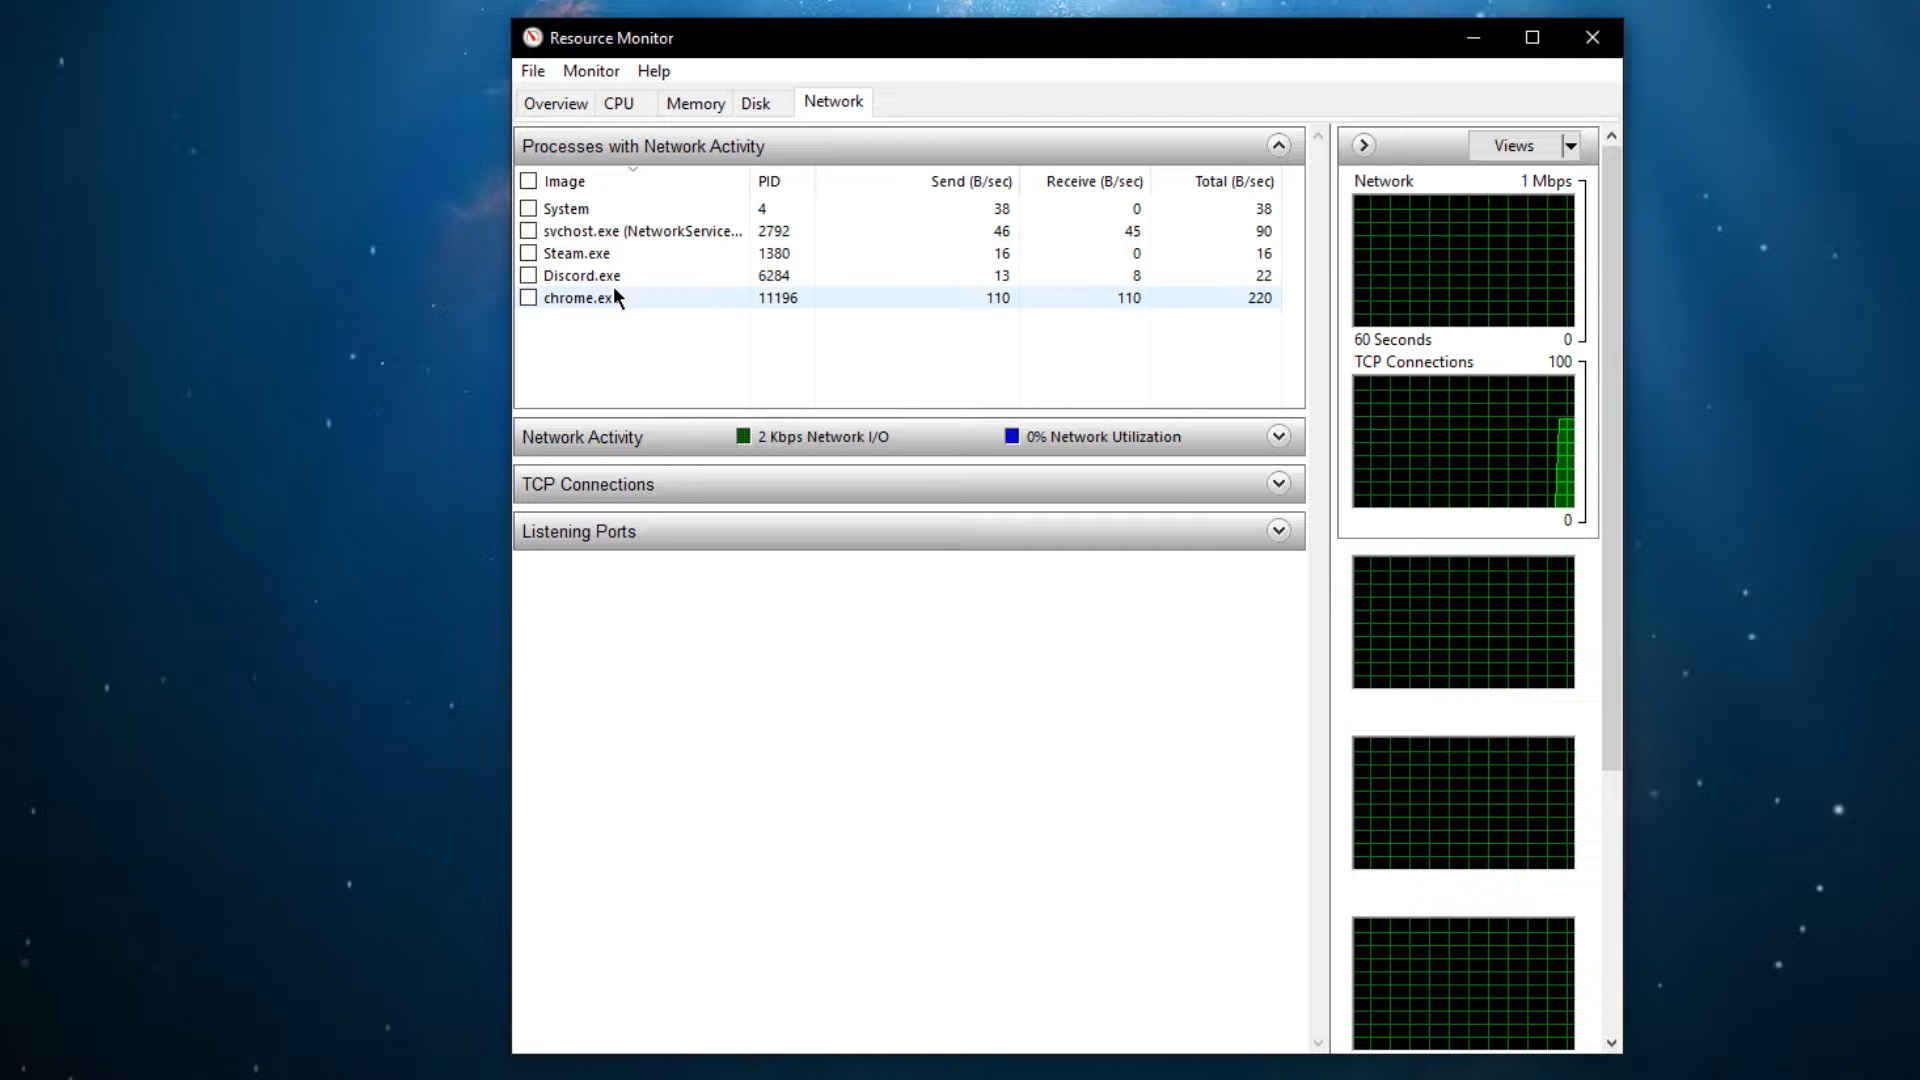 Resource Monitor
File Monitor Help
Overview CPU Memory Disk Network
Processes with Network Activity
Image PID Send (B/sec) Receive (B/sec) Total (B/sec)
System 4 38 0 38
svchost.exe (NetworkService... 2792 46 45 90
Steam.exe 1380 16 0 16
Discord.exe 6284 13 8 22
chrome.ex 11196 110 110 220
Network Activity 2 Kbps Network I/O 0% Network Utilization
TCP Connections
Listening Ports
Views
Network 1 Mbps
60 Seconds 0
TCP Connections 100
0